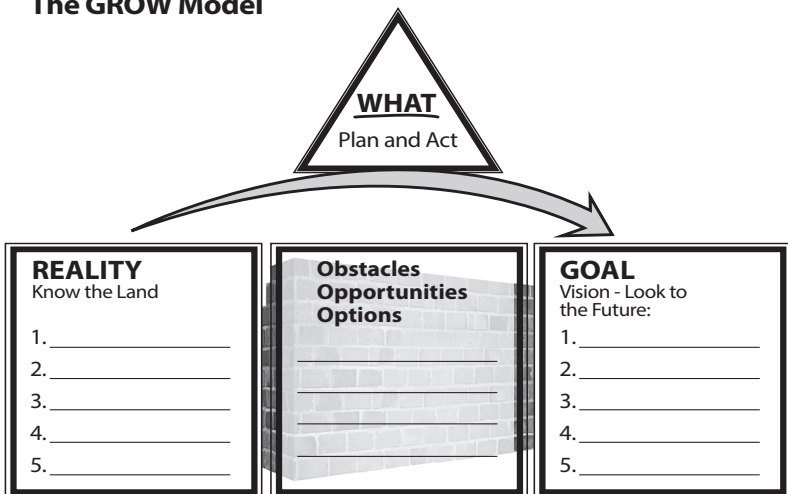 The GROW Model
WHAT
Plan and Act
REALITY
Know the Land
1.
2.
3.
4.
5.
Obstacles
Opportunities
Options
GOAL
Vision - Look to
the Future:
1.
2.
3.
4.
5.